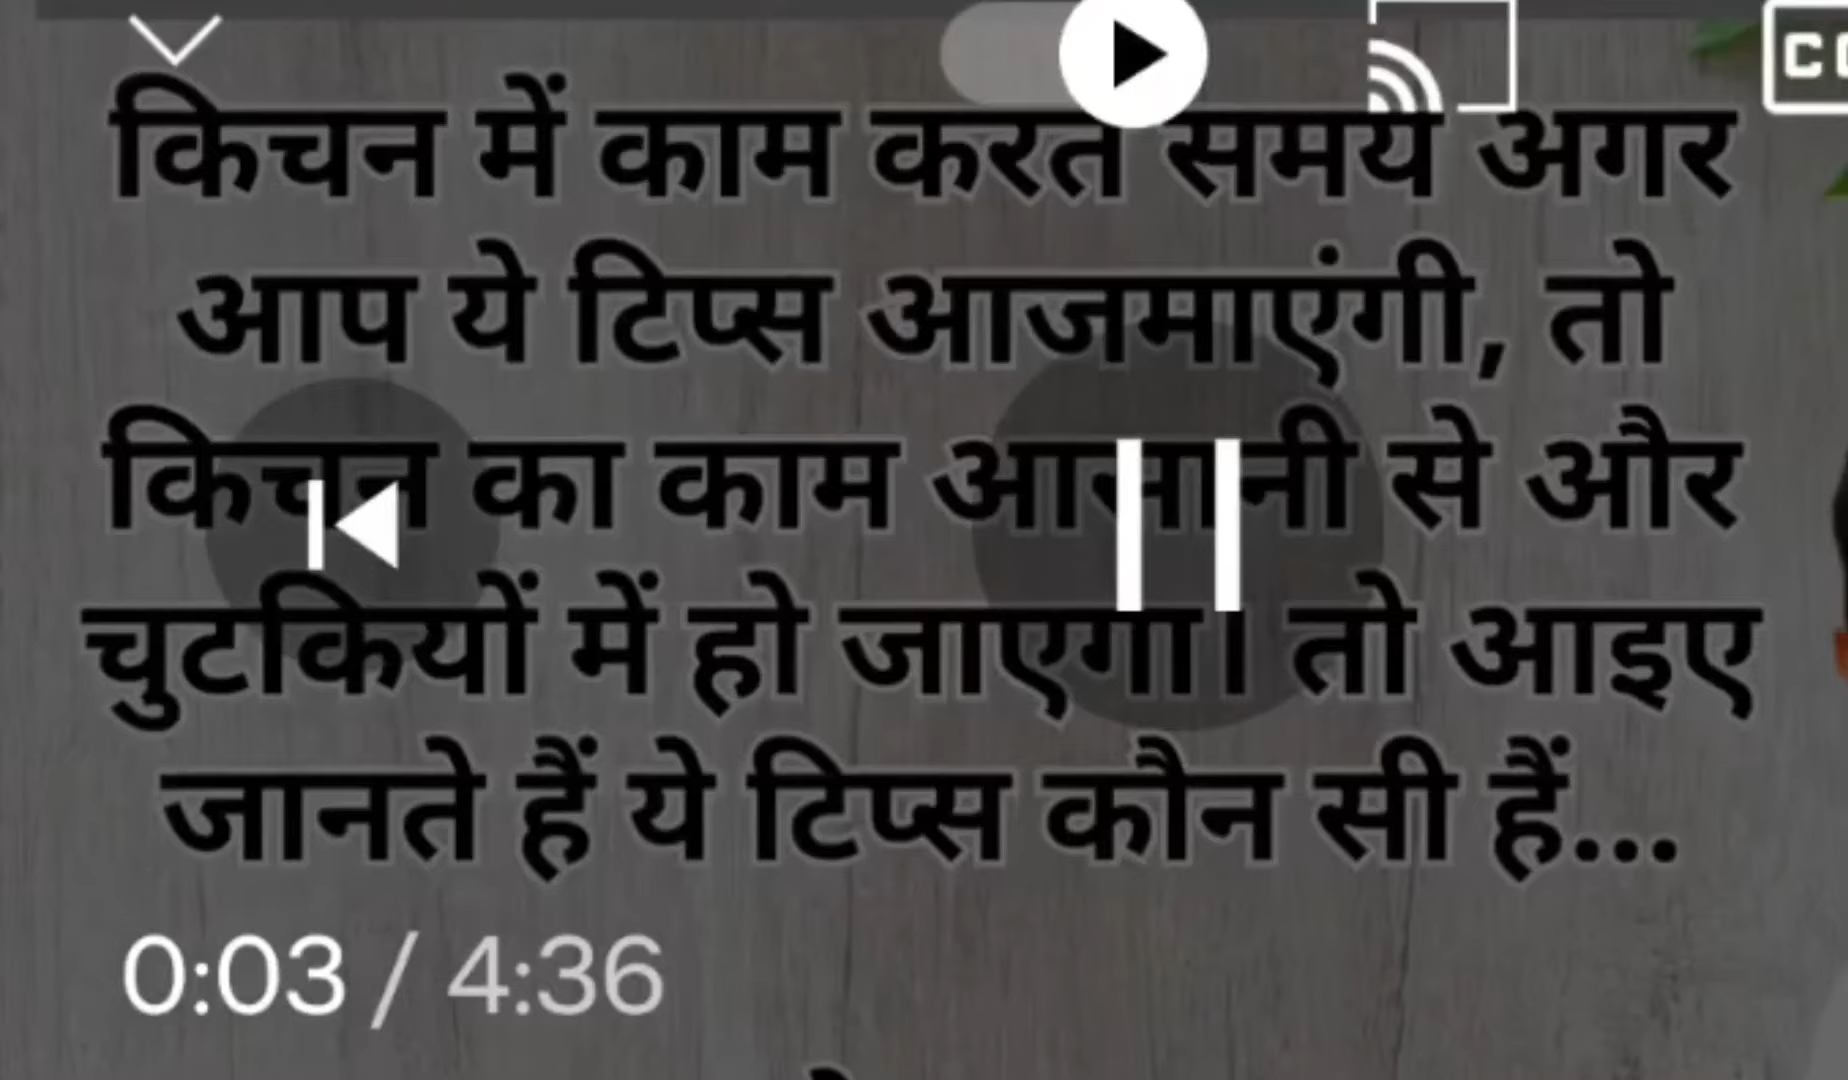 किचन में काम करते समय अगर
आप ये टिप्स आजमाएंगी, तो
किचन का काम आसानी से और
चुटकियों में हो जाएगा। तो आइए
जानते हैं ये टिप्स कौन सी हैं...
0:03 / 4:36